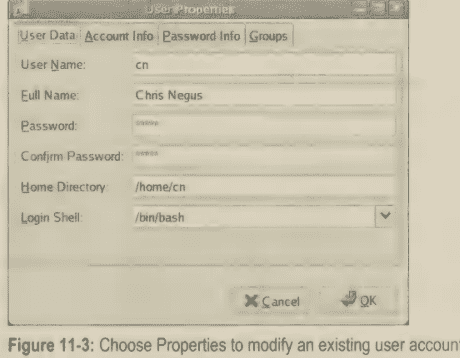 User Properties
User Data Account Info Password Info Groups
User Name: cn
Full Name: Chris Negus
Password: *****
Confirm Password: *****
Home Directory: /home/cn
Login Shell: /bin/bash
Cancel OK
Figure 11-3: Choose Properties to modify an existing user account